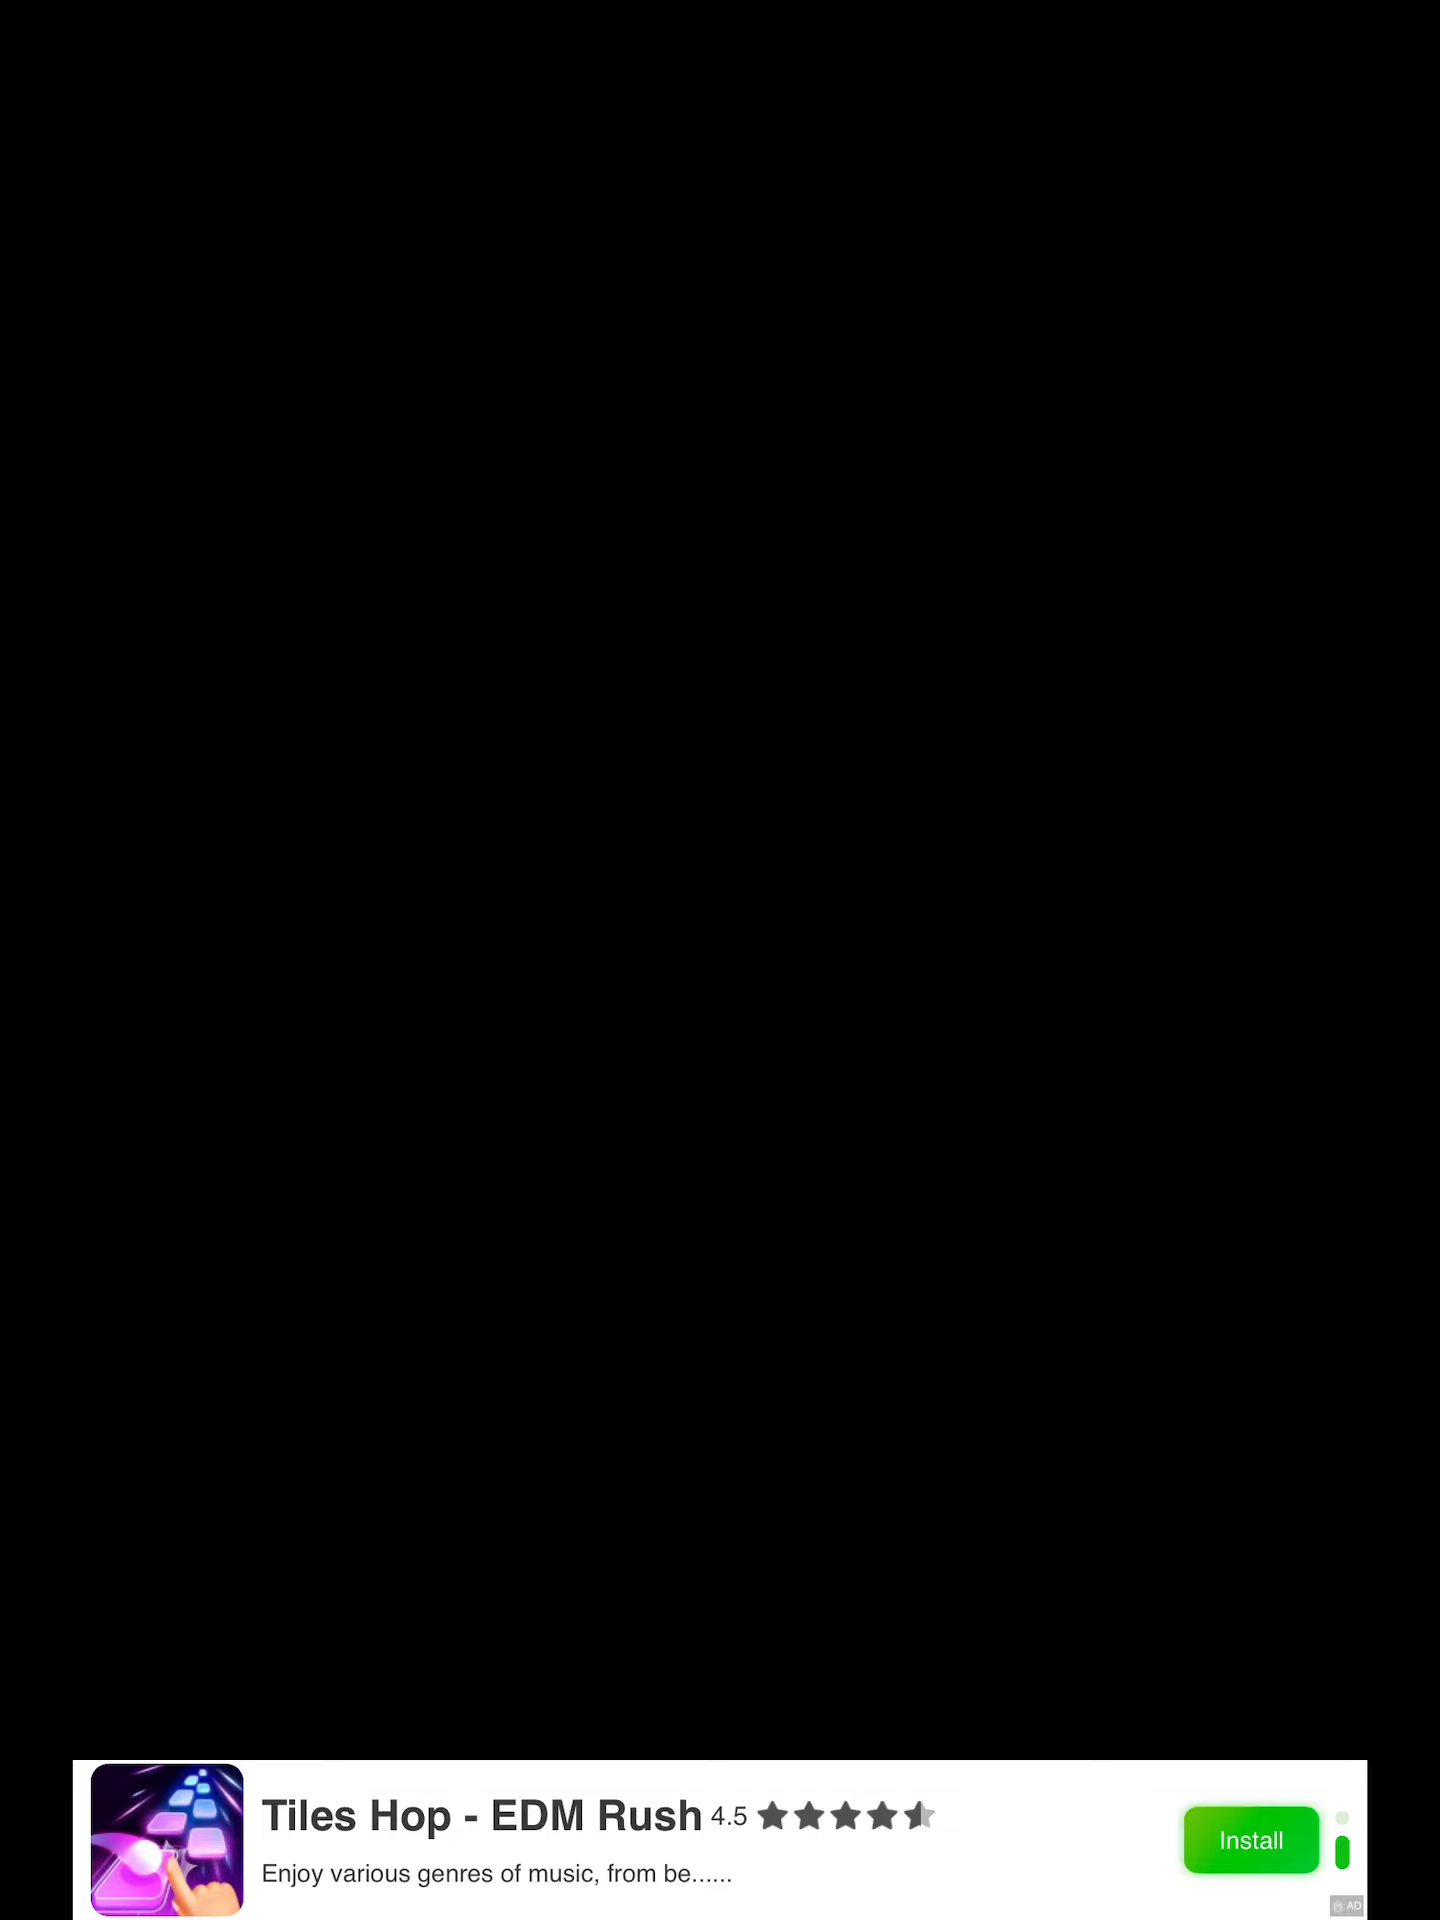 Tiles Hop - EDM Rush 4.5
Enjoy various genres of music, from be......
Install
AD